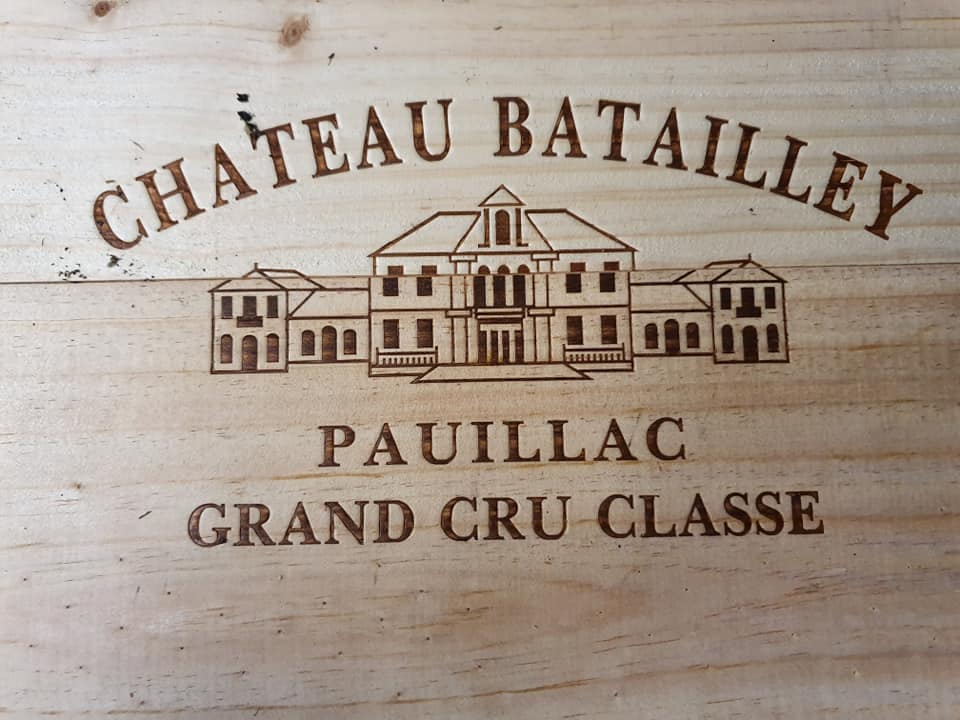 CHATEAU BATAILLEY
PAUILLAC
GRAND CRU CLASSE